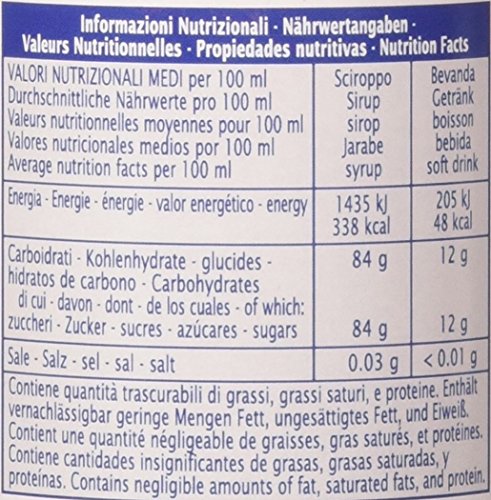 Informazioni Nutrizionali - Nährwertangaben -
Valeurs Nutritionnelles - Propiedades nutritivas - Nutrition Facts
VALORI NUTRIZIONALI MEDI per 100 ml Sciroppo Bevanda
Durchschnittliche Nährwerte pro 100 ml Sirup Getränk
Valeurs nutritionnelles moyennes pour 100 ml sirop boisson
Valores nutricionales medios por 100 ml Jarabe bebida
Average nutrition facts per 100 ml syrup soft drink
Energia - Energie - énergie - valor energético - energy 1435 kJ 205 kJ
338 kcal 48 kcal
Carboidrati - Kohlenhydrate - glucides - 84 g 12 g
hidratos de carbono - Carbohydrates
di cui - davon - dont - de los cuales - of which:
zuccheri - Zucker - sucres - azúcares - sugars 84 g 12 g
Sale - Salz - sel - sal - salt 0.03 g < 0.01 g
Contiene quantità trascurabili di grassi, grassi saturi, e proteine. Enthält
vernachlässigbar geringe Mengen Fett, ungesättigtes Fett, und Eiweiß.
Contient une quantité négligeable de graisses, gras saturés, et protéines.
Contiene cantidades insignificantes de grasas, grasas saturadas, y
proteínas. Contains negligible amounts of fat, saturated fats, and protein.